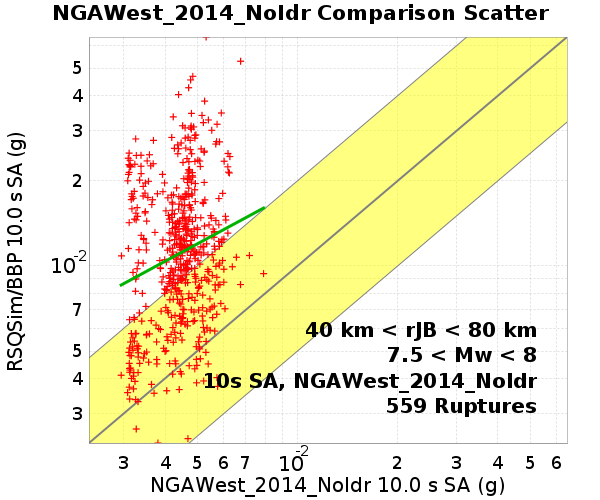 NGAWest_2014_NoIdr Comparison Scatter
RSQSim/BBP 10.0 s SA (g)
5
4
3
2
10-2
7
5
4
3
40 km < rJB < 80 km
7.5 < Mw < 8
10s SA, NGAWest_2014_NoIdr
559 Ruptures
3 4 5 6 7 10-2 2 3 4 5 6
NGAWest_2014_NoIdr 10.0 s SA (g)